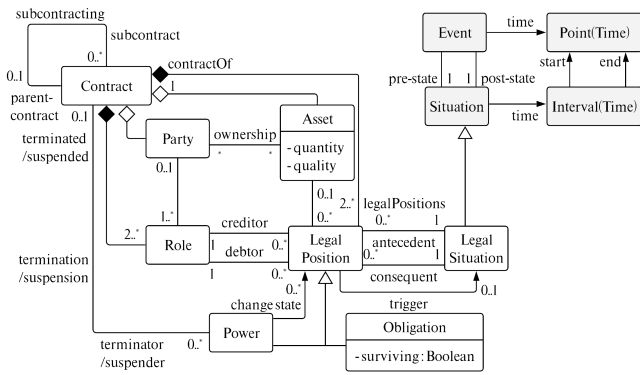 subcontracting
subcontract
0..*
0..1
Contract
parent-
contract
0..1
contractOf
1
terminated
/suspended
Party
ownership
*
*
Asset
- quantity
- quality
0..1
1..*
0..1
0..*
2..*
2..*
Role
creditor
1
0..*
debtor
1
0..*
Legal
Position
legalPositions
0..*
1
antecedent
0..*
1
consequent
Legal
Situation
0..1
trigger
termination
/suspension
0..*
change state
Power
terminator
/suspender
0..*
Obligation
- surviving: Boolean
Event
time
Point(Time)
pre-state
1
1
post-state
start
end
Situation
time
Interval(Time)